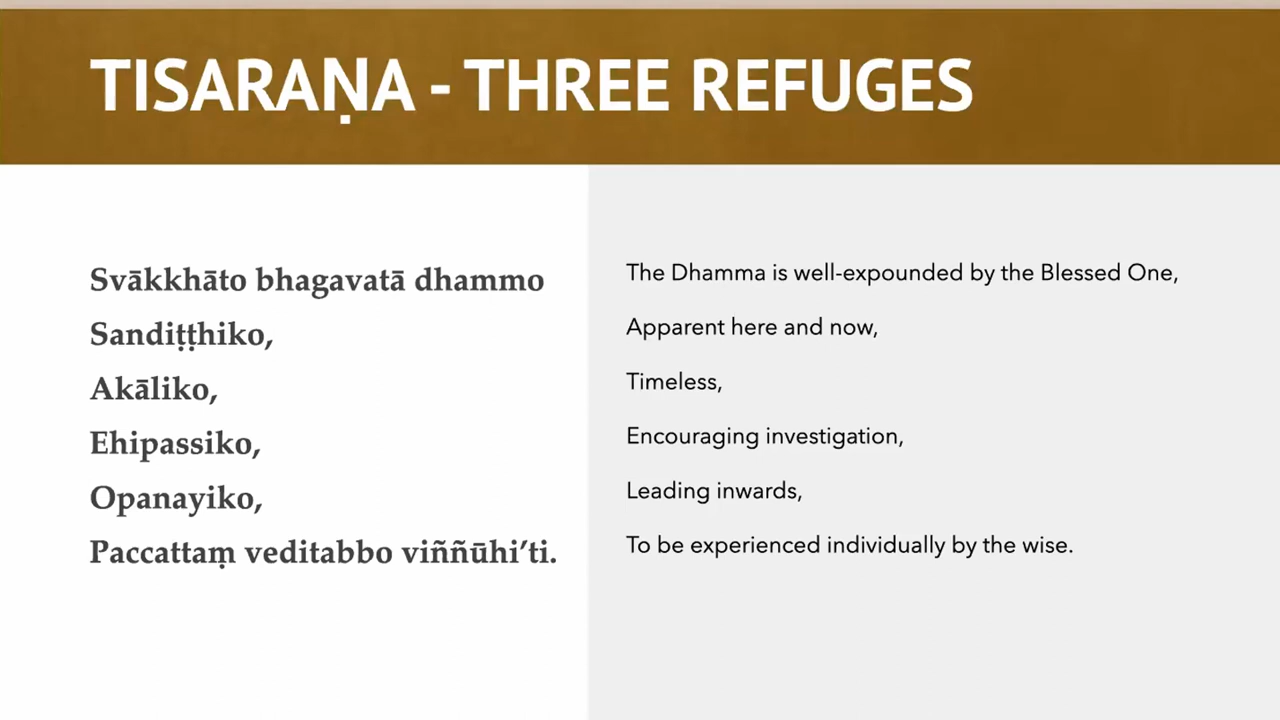 TISARAṆA - THREE REFUGES
Svākkhāto bhagavatā dhammo
Sandiṭṭhiko,
Akāliko,
Ehipassiko,
Opanayiko,
Paccattaṃ veditabbo viññūhi’ti.
The Dhamma is well-expounded by the Blessed One,
Apparent here and now,
Timeless,
Encouraging investigation,
Leading inwards,
To be experienced individually by the wise.